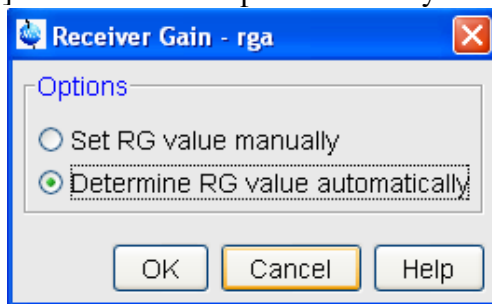 Receiver Gain - rga
Options
Set RG value manually
Determine RG value automatically
OK Cancel Help